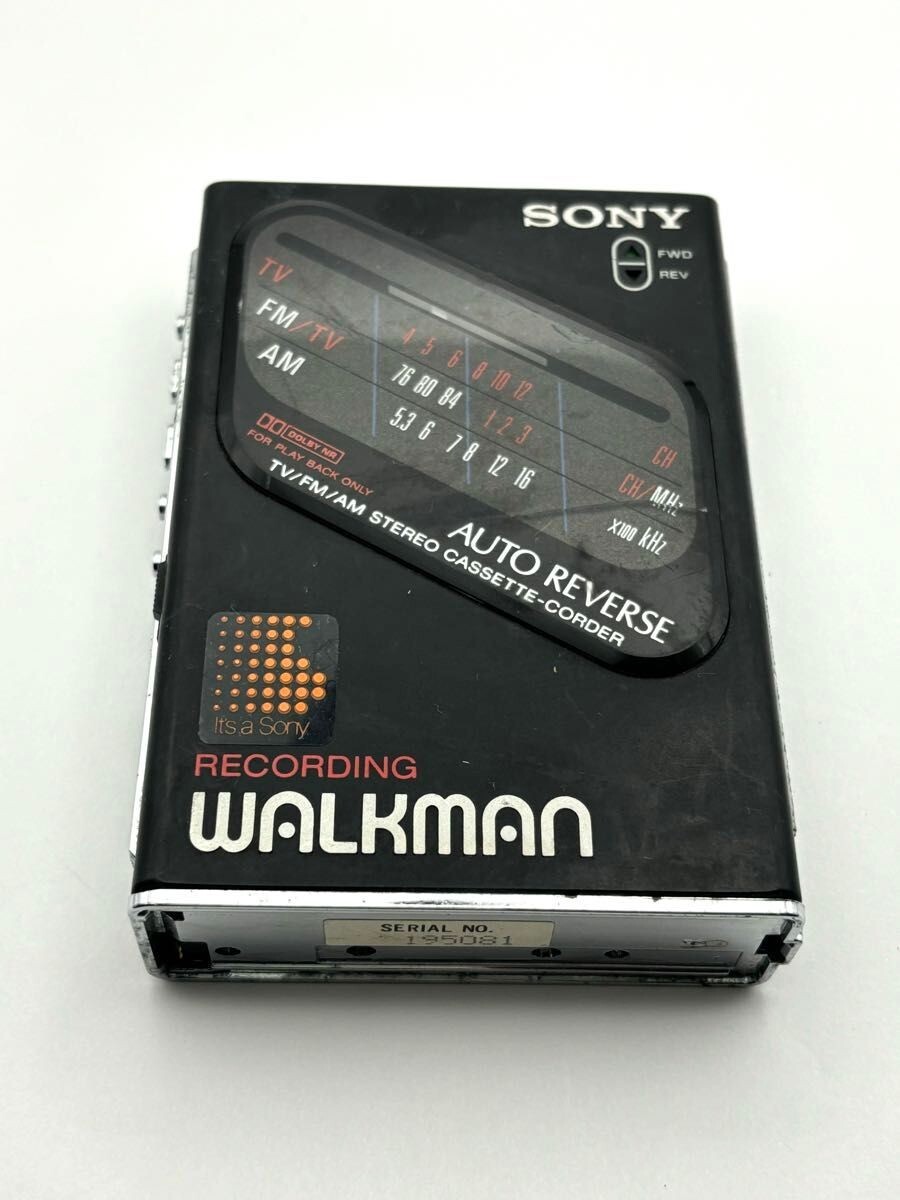 SONY
FWD
REV
TV
4 5 6 8 10 12
CH
FM/TV
76 80 84 1 2 3
CH/MHz
AM
5.3 6 7 8 12 16
X100 kHz
DOLBY NR
FOR PLAY BACK ONLY
AUTO REVERSE
TV/FM/AM STEREO CASSETTE-CORDER
It's a Sony
RECORDING
WALKMAN
SERIAL NO.
195081